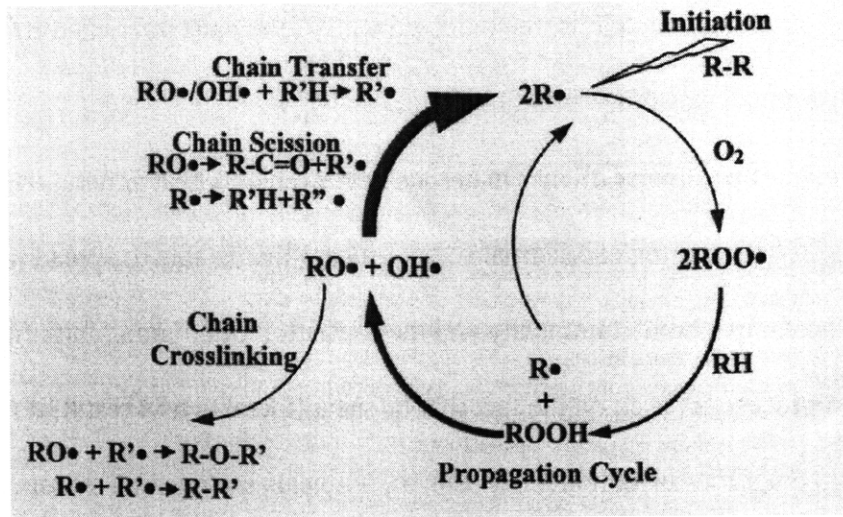 Initiation
R-R
Chain Transfer
RO•/OH• + R'H→R'•
2R•
Chain Scission
RO•→R-C=O+R'•
R•→R'H+R" •
O₂
RO• + OH•
2ROO•
Chain
Crosslinking
R•
+
ROOH
RH
RO• + R'•→R-O-R'
R• + R'•→R-R'
Propagation Cycle